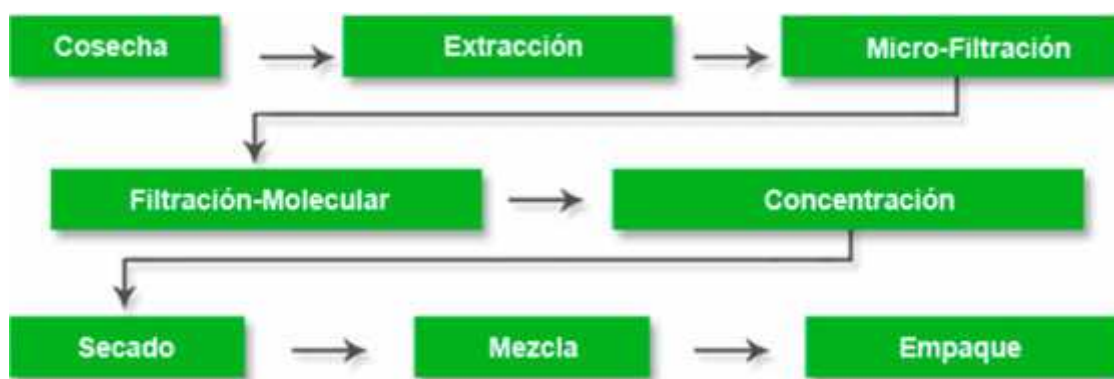 Cosecha
Extracción
Micro-Filtración
Filtración-Molecular
Concentración
Secado
Mezcla
Empaque